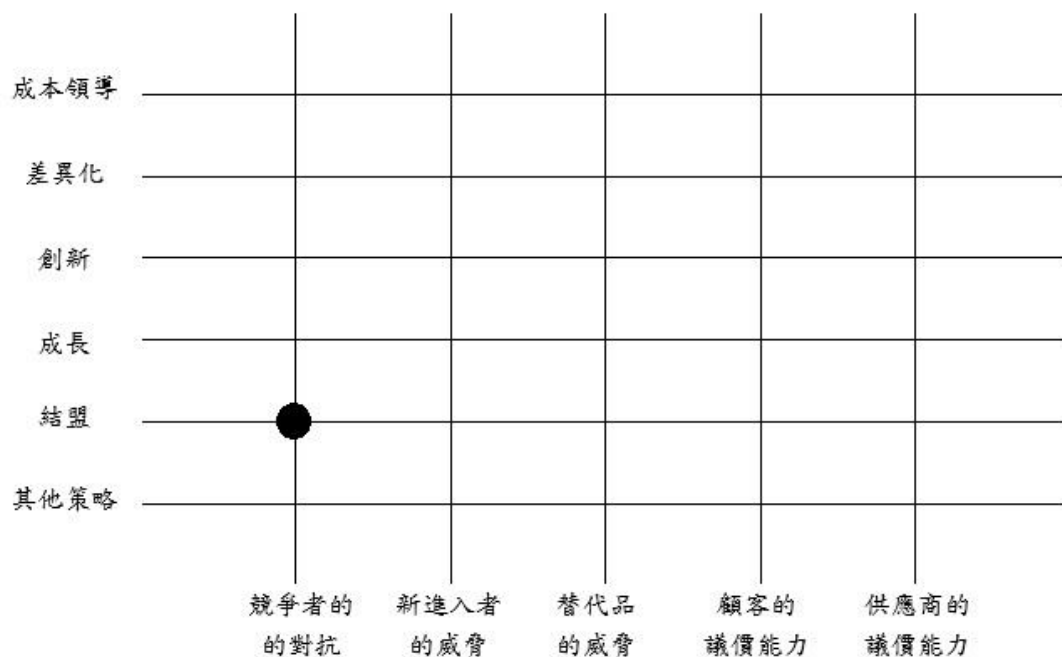 成本領導
差異化
創新
成長
結盟
其他策略
競爭者的 新進入者 替代品 顧客的 供應商的
的對抗 的威脅 的威脅 議價能力 議價能力